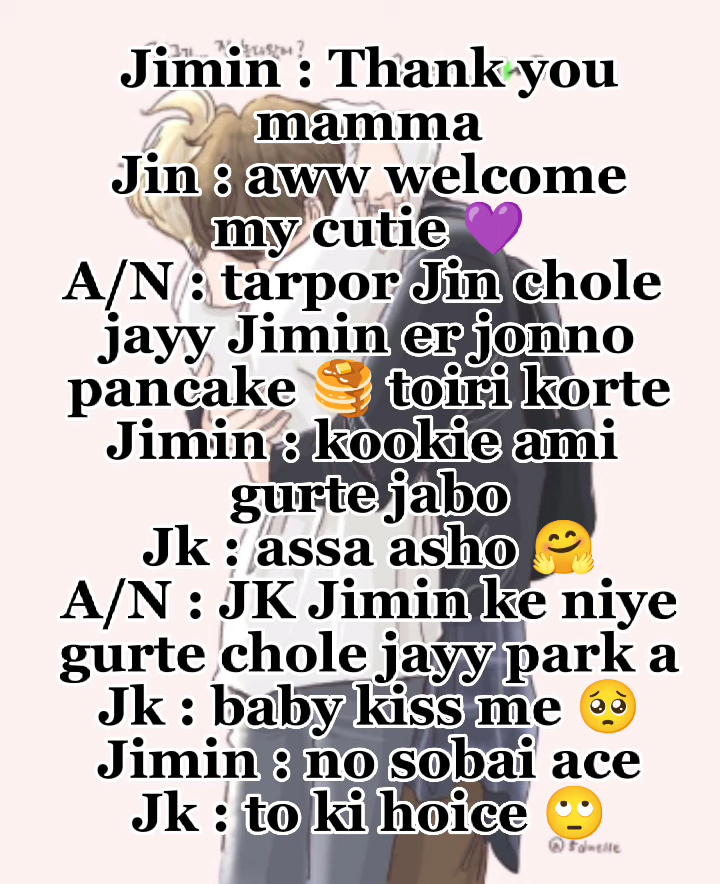 Jimin : Thank you
mamma
Jin : aww welcome
my cutie 💜
A/N : tarpor Jin chole
jayy Jimin er jonno
pancake 🥞 toiri korte
Jimin : kookie ami
gurte jabo
Jk : assa asho 🤗
A/N : JK Jimin ke niye
gurte chole jayy park a
Jk : baby kiss me 🥺
Jimin : no sobai ace
Jk : to ki hoice 🙄